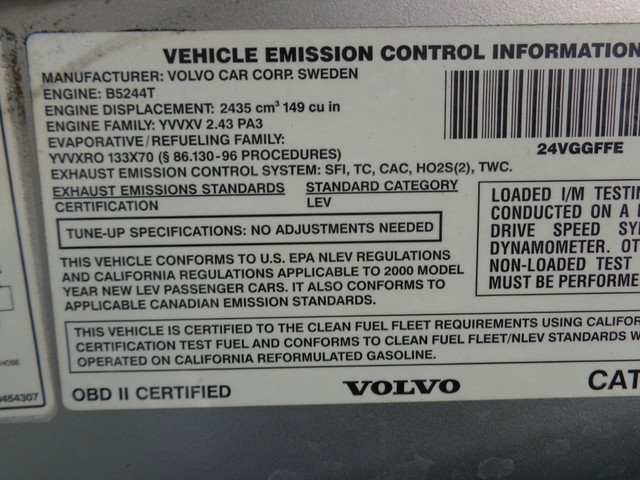 VEHICLE EMISSION CONTROL INFORMATION
MANUFACTURER: VOLVO CAR CORP. SWEDEN
ENGINE: B5244T
ENGINE DISPLACEMENT: 2435 cm³ 149 cu in
ENGINE FAMILY: YVVXV 2.43 PA3
EVAPORATIVE / REFUELING FAMILY:
YVVXRO 133X70 (§ 86.130-96 PROCEDURES)
24VGGFFE
EXHAUST EMISSION CONTROL SYSTEM: SFI, TC, CAC, HO2S(2), TWC.
EXHAUST EMISSIONS STANDARDS STANDARD CATEGORY
CERTIFICATION LEV
TUNE-UP SPECIFICATIONS: NO ADJUSTMENTS NEEDED
LOADED I/M TESTIN
CONDUCTED ON A
DRIVE SPEED SY
DYNAMOMETER. OT
NON-LOADED TEST
MUST BE PERFORME
THIS VEHICLE CONFORMS TO U.S. EPA NLEV REGULATIONS
AND CALIFORNIA REGULATIONS APPLICABLE TO 2000 MODEL
YEAR NEW LEV PASSENGER CARS. IT ALSO CONFORMS TO
APPLICABLE CANADIAN EMISSION STANDARDS.
THIS VEHICLE IS CERTIFIED TO THE CLEAN FUEL FLEET REQUIREMENTS USING CALIFOR
CERTIFICATION TEST FUEL AND CONFORMS TO CLEAN FUEL FLEET/NLEV STANDARDS W
OPERATED ON CALIFORNIA REFORMULATED GASOLINE.
OBD II CERTIFIED VOLVO CAT
HOSE
9454307